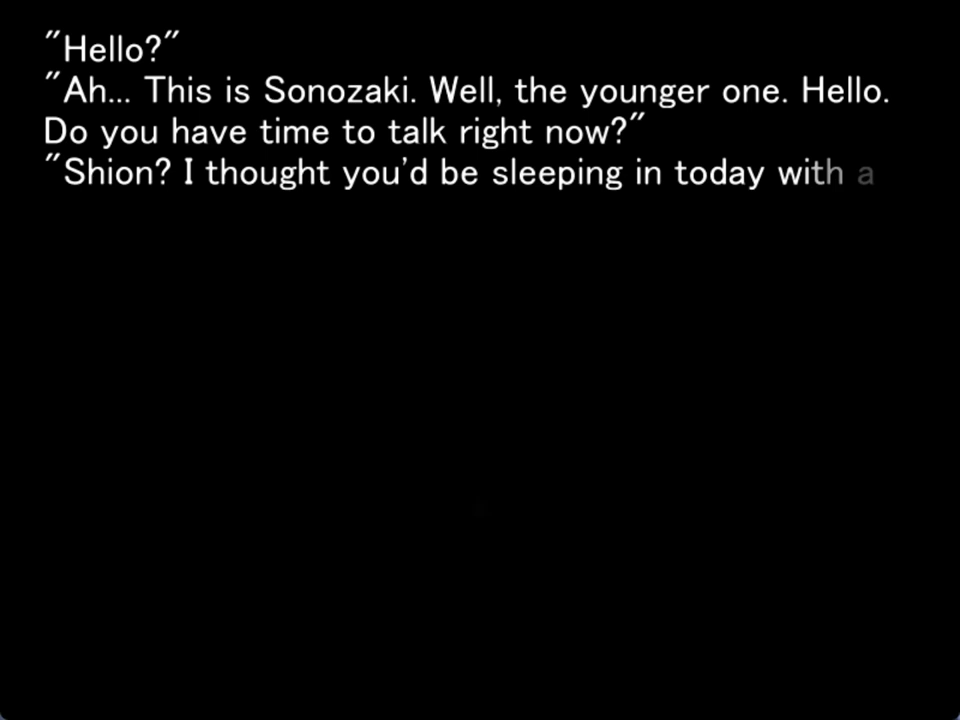 "Hello?"
"Ah... This is Sonozaki. Well, the younger one. Hello.
Do you have time to talk right now?"
"Shion? I thought you'd be sleeping in today with a